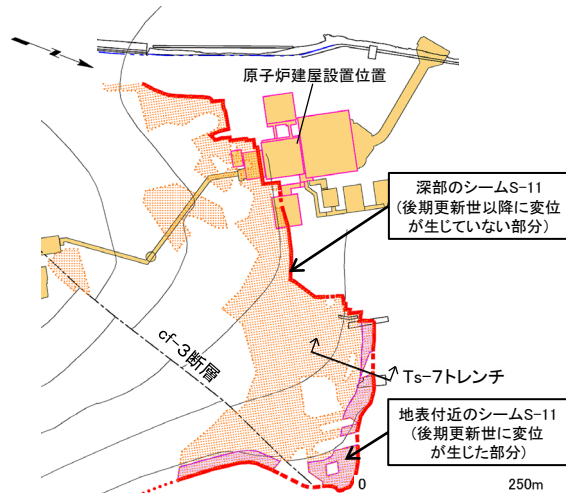 原子炉建屋設置位置
深部のシームS-11
(後期更新世以降に変位
が生じていない部分)
cf-3断層
Ts-7トレンチ
地表付近のシームS-11
(後期更新世に変位
が生じた部分)
0 250m